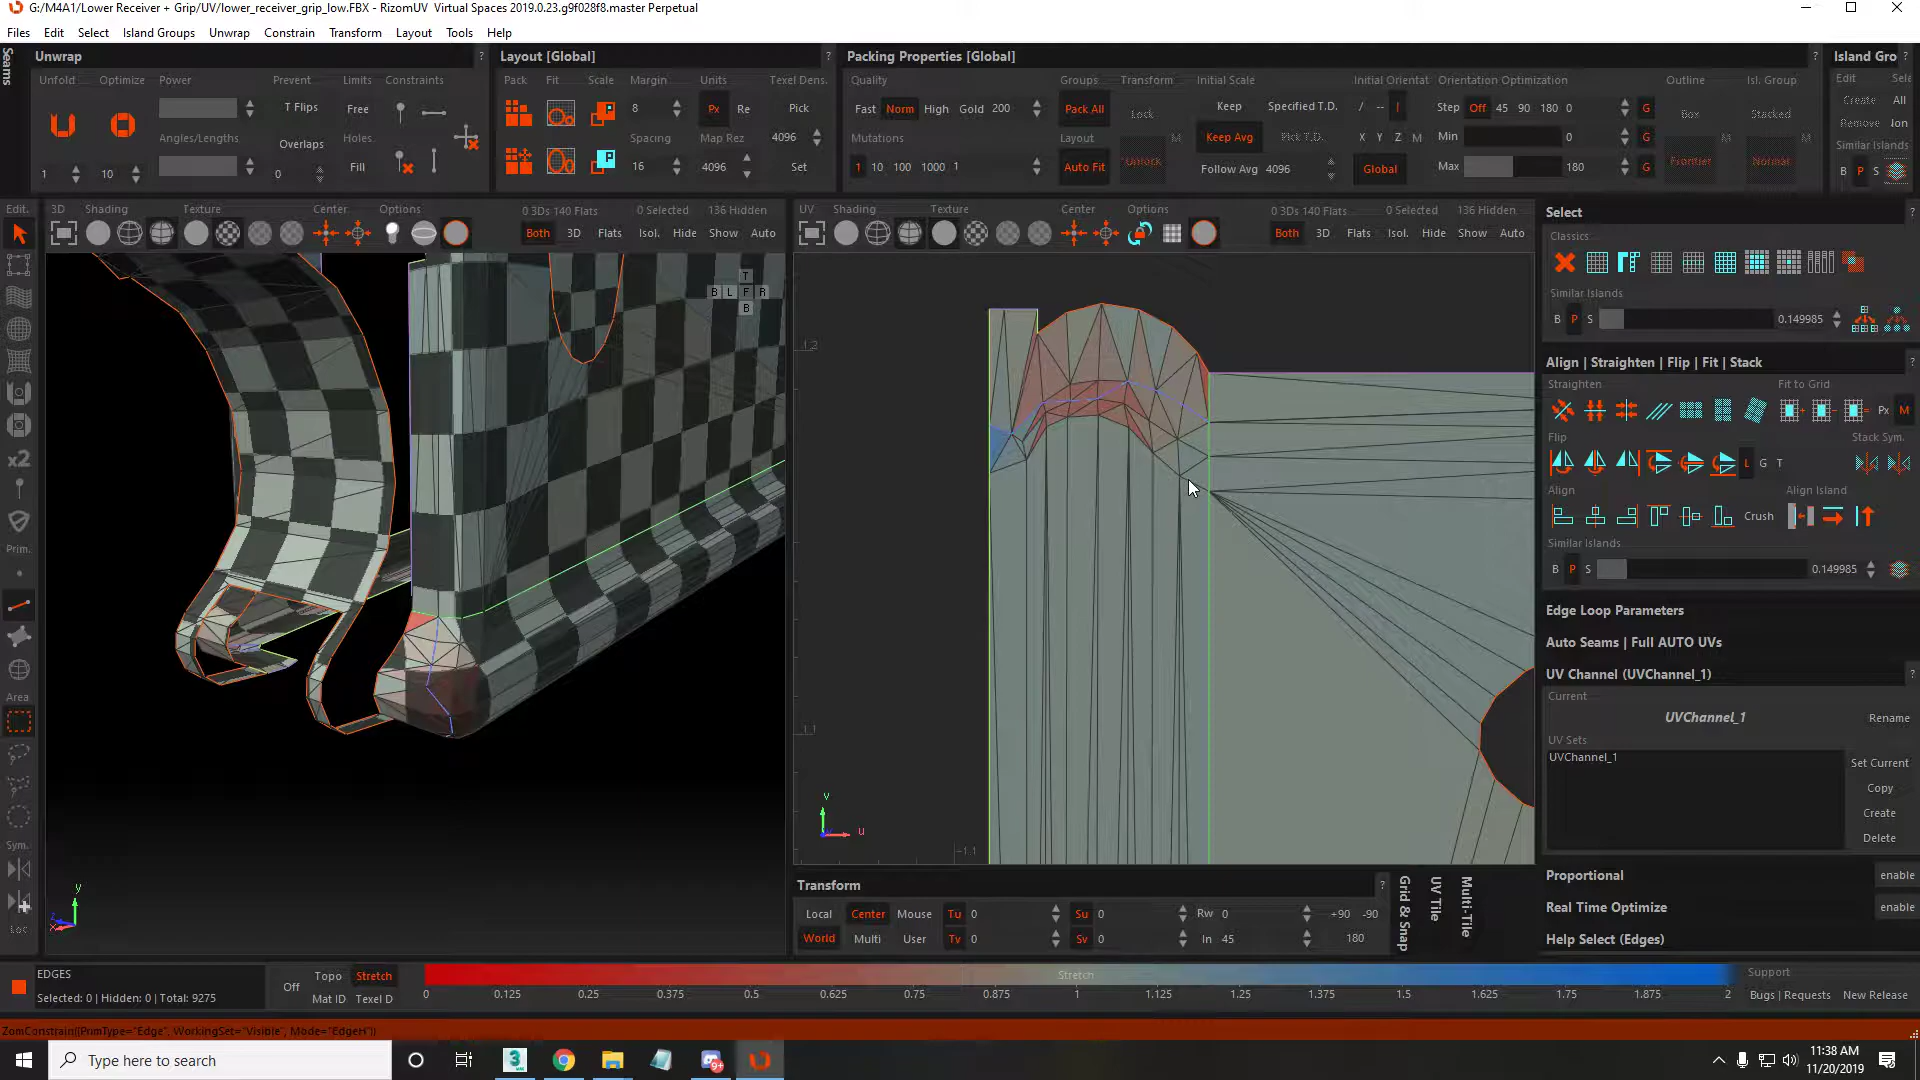 G:/M4A1/Lower Receiver + Grip/UV/lower_receiver_grip_low.FBX - RizomUV Virtual Spaces 2019.0.23.g9f028f8.master Perpetual
Files Edit Select Island Groups Unwrap Constrain Transform Layout Tools Help
Seams
Unwrap ? Layout [Global] ? Packing Properties [Global] ? Island Gro ?
Unfold Optimize Power Prevent Limits Constraints Pack Fit Scale Margin Units Texel Dens. Quality Groups Transform Initial Scale Initial Orientat Orientation Optimization Outline Isl. Group Edit Sele
T Flips Free 8 Px Re Pick Fast Norm High Gold 200 Pack All Lock Keep Specified T.D. / -- | Step Off 45 90 180 0 G Box Stacked Create All
Angles/Lengths Overlaps Holes. Spacing Map Rez 4096 Mutations Layout M Keep Avg Pick T.D. X Y Z M Min 0 G M M Remove Ion
Similar Islands
1 10 0 Fill 16 4096 Set 1 10 100 1000 1 Auto Fit Unlock Follow Avg 4096 Global Max 180 G Frontier Normal B P S
Edit. 3D Shading Texture Center Options 0 3Ds 140 Flats 0 Selected 136 Hidden UV Shading Texture Center Options 0 3Ds 140 Flats 0 Selected 136 Hidden
Both 3D Flats Isol. Hide Show Auto Both 3D Flats Isol. Hide Show Auto
Select ?
Classics
T
B L F R
B
Similar Islands
B P S 0.149985
Align | Straighten | Flip | Fit | Stack ?
Straighten Fit to Grid
Px M
Flip Stack Sym.
L G T
Align Align Island
Crush
Similar Islands
B P S 0.149985
x2
Prim.
Area
Sym.
Loc
Edge Loop Parameters
Auto Seams | Full AUTO UVs
UV Channel (UVChannel_1) ?
Current
UVChannel_1 Rename
UV Sets
UVChannel_1 Set Current
Copy
Create
Delete
Proportional enable
Real Time Optimize enable
Help Select (Edges)
y
v
u
Transform ?
Local Center Mouse Tu 0 Su 0 Rw 0 +90 -90
World Multi User Tv 0 Sv 0 In 45 180
Grid & Snap
UV Tile
Multi-Tile
EDGES
Selected: 0 | Hidden: 0 | Total: 9275
Off Topo Stretch
Mat ID Texel D
Stretch
0 0.125 0.25 0.375 0.5 0.625 0.75 0.875 1 1.125 1.25 1.375 1.5 1.625 1.75 1.875 2
Support
Bugs | Requests New Release
ZomConstrain({PrimType="Edge", WorkingSet="Visible", Mode="EdgeH"})
Type here to search
9+
11:38 AM
11/20/2019